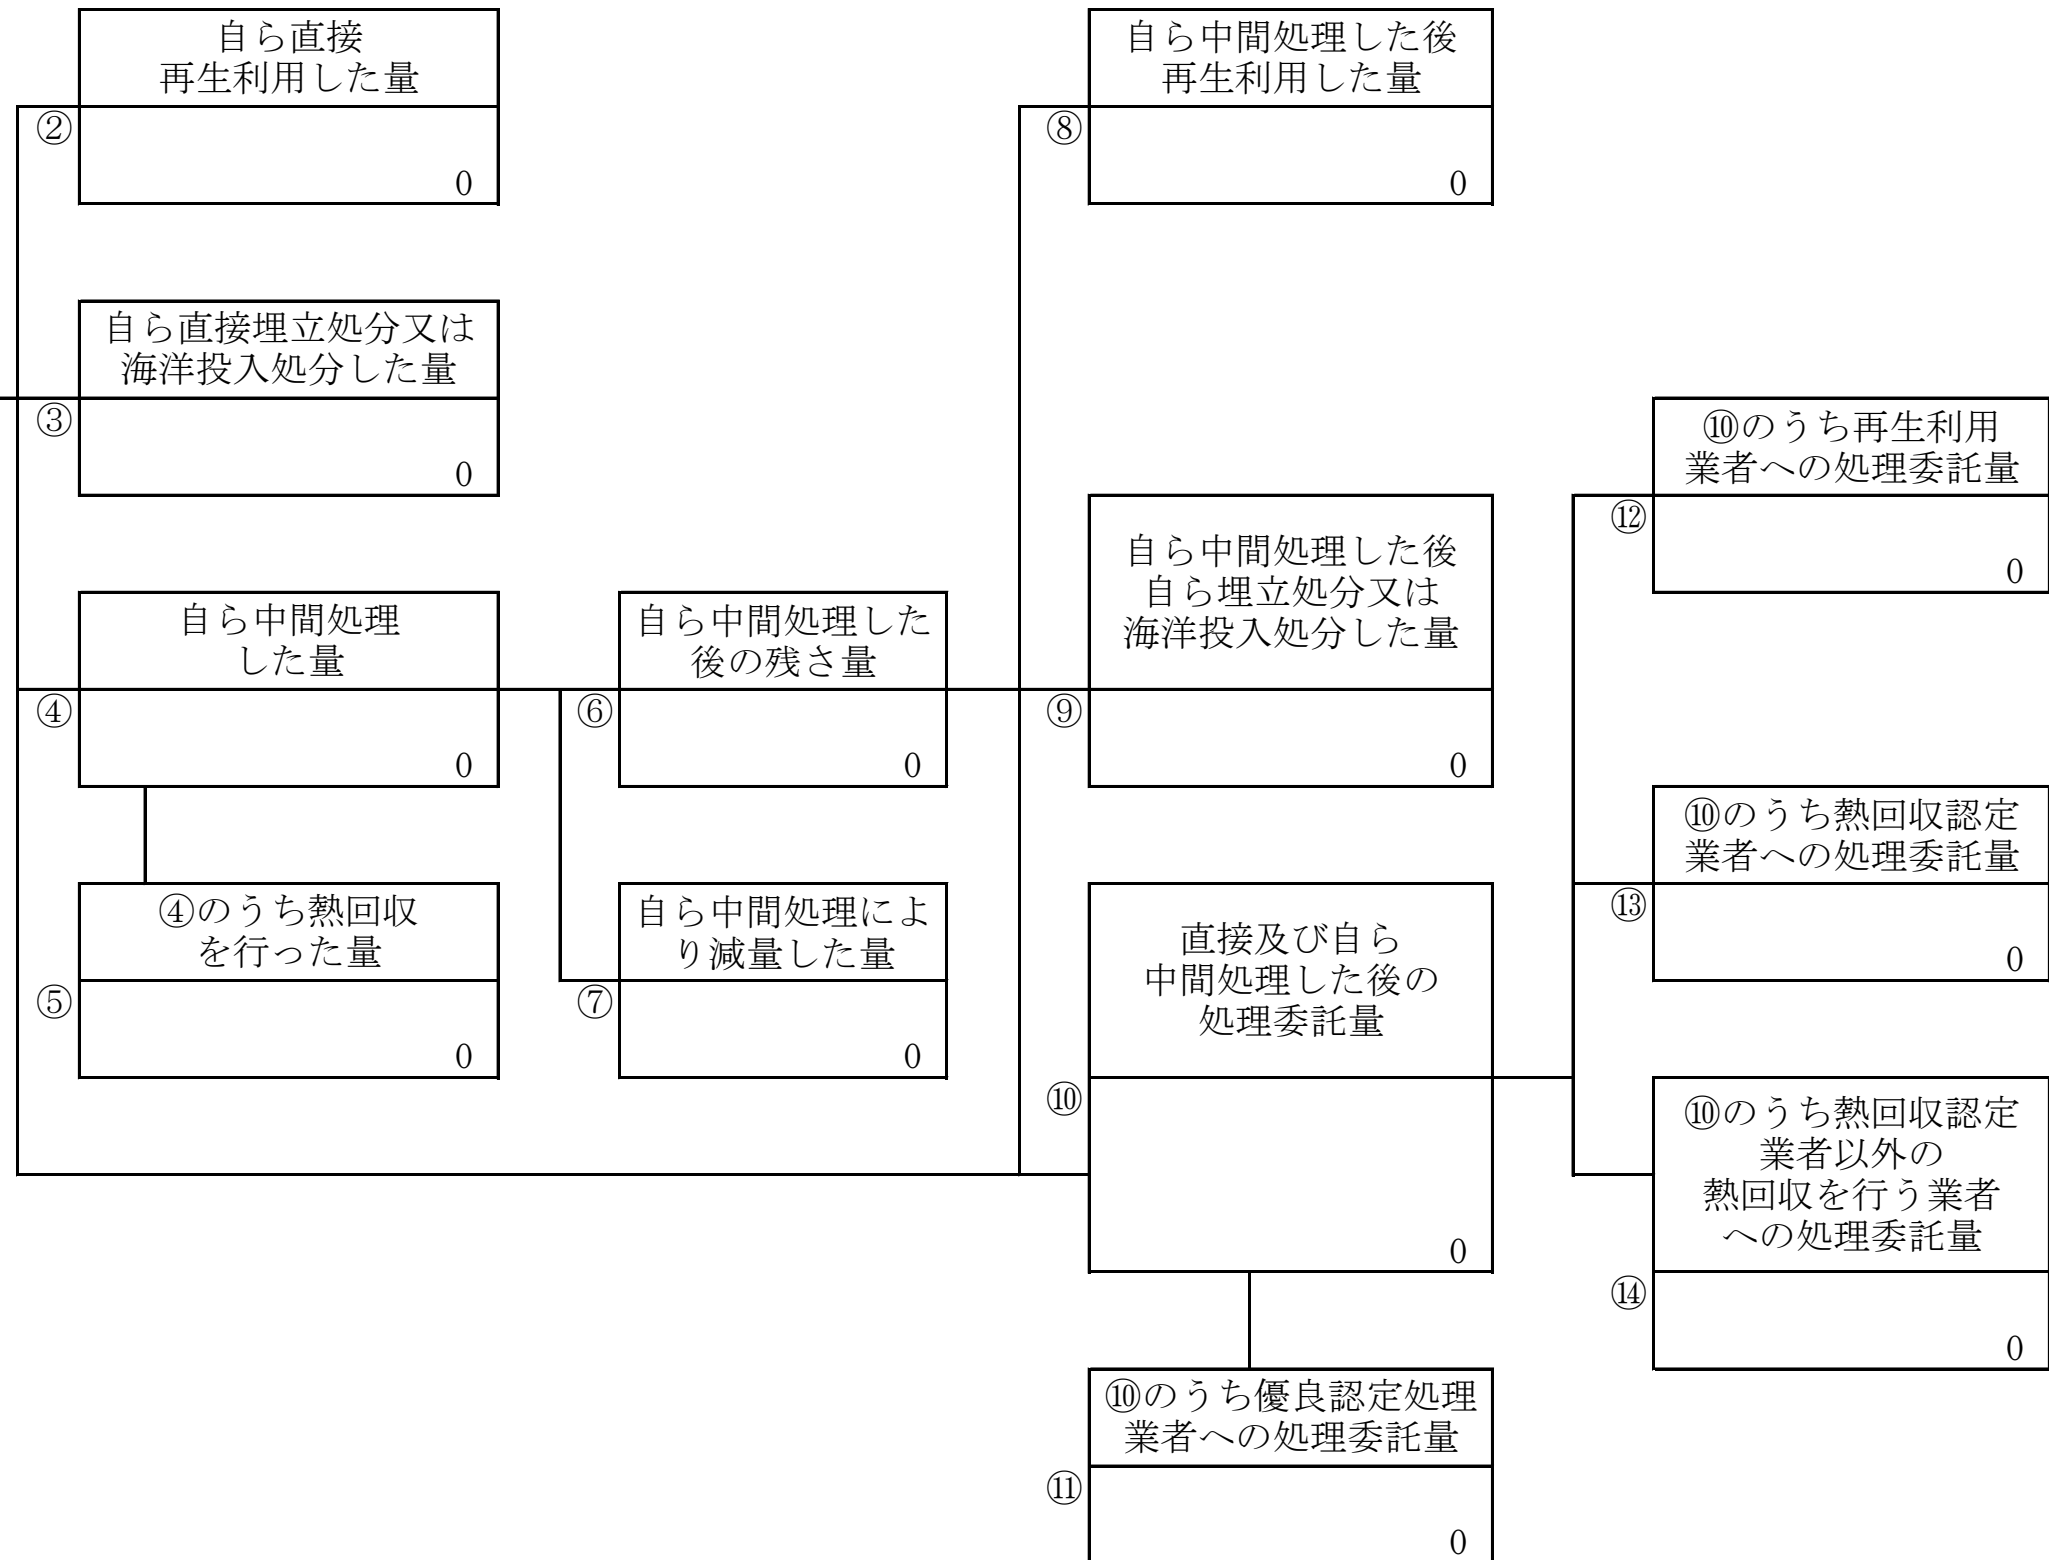 自ら直接
再生利用した量
②
0
自ら中間処理した後
再生利用した量
⑧
0
自ら直接埋立処分又は
海洋投入処分した量
③
0
⑩のうち再生利用
業者への処理委託量
⑫
0
自ら中間処理した後
自ら埋立処分又は
海洋投入処分した量
⑨
0
自ら中間処理
した量
④
0
自ら中間処理した
後の残さ量
⑥
0
⑩のうち熱回収認定
業者への処理委託量
⑬
0
④のうち熱回収
を行った量
⑤
0
自ら中間処理によ
り減量した量
⑦
0
直接及び自ら
中間処理した後の
処理委託量
⑩
0
⑩のうち熱回収認定
業者以外の
熱回収を行う業者
への処理委託量
⑭
0
⑩のうち優良認定処理
業者への処理委託量
⑪
0